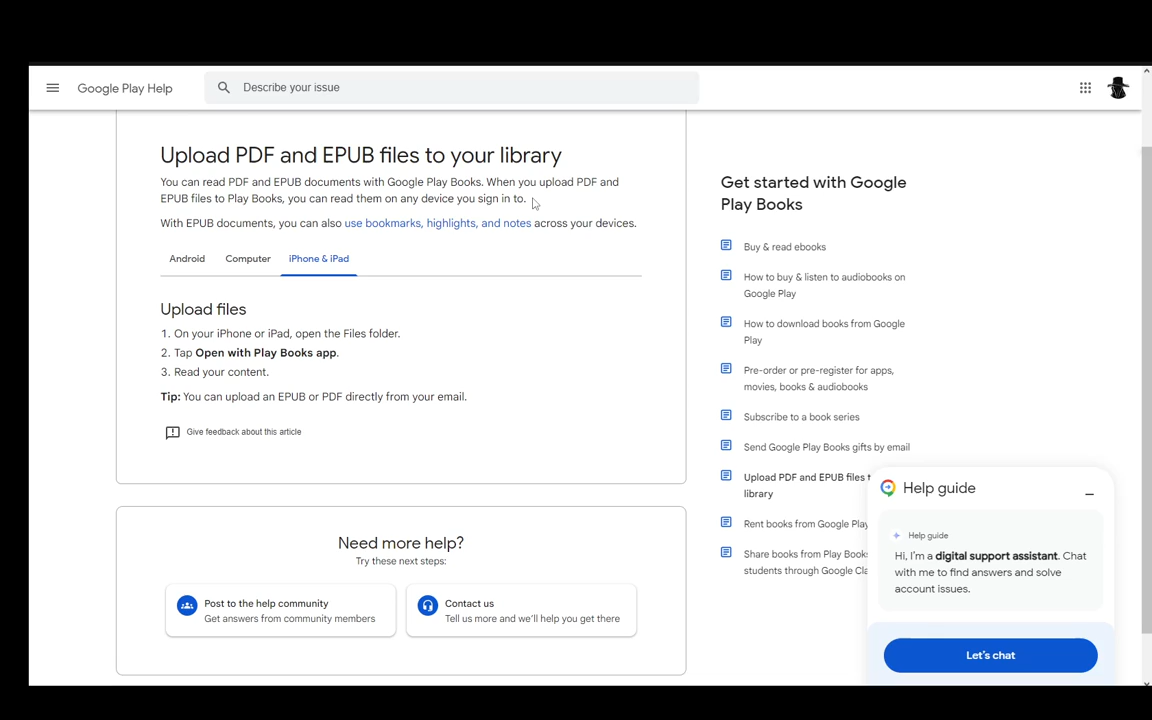 Google Play Help
Describe your issue
Upload PDF and EPUB files to your library
You can read PDF and EPUB documents with Google Play Books. When you upload PDF and
EPUB files to Play Books, you can read them on any device you sign in to.
With EPUB documents, you can also use bookmarks, highlights, and notes across your devices.
Android
Computer
iPhone & iPad
Upload files
1. On your iPhone or iPad, open the Files folder.
2. Tap Open with Play Books app.
3. Read your content.
Tip: You can upload an EPUB or PDF directly from your email.
Give feedback about this article
Need more help?
Try these next steps:
Post to the help community
Get answers from community members
Contact us
Tell us more and we'll help you get there
Get started with Google
Play Books
Buy & read ebooks
How to buy & listen to audiobooks on
Google Play
How to download books from Google
Play
Pre-order or pre-register for apps,
movies, books & audiobooks
Subscribe to a book series
Send Google Play Books gifts by email
Upload PDF and EPUB files t
library
Rent books from Google Play
Share books from Play Books
students through Google Cla
Help guide
Help guide
Hi, I'm a digital support assistant. Chat
with me to find answers and solve
account issues.
Let's chat